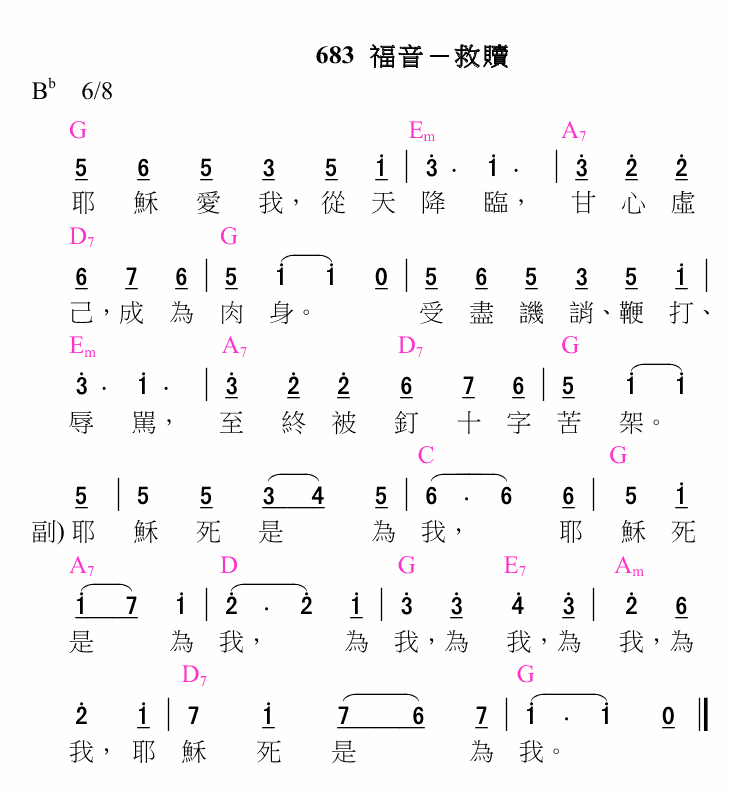 683 福音－救贖
B♭ 6/8
G Em A7
5 6 5 3 5 i | 3̇ . i . | 3̇ 2̇ 2̇
耶 穌 愛 我，從 天 降 臨， 甘 心 虛
D7 G
6 7 6 | 5 i i 0 | 5 6 5 3 5 i |
己，成 為 肉 身。 受 盡 譏 誚、鞭 打、
Em A7 D7 G
3̇ . i . | 3̇ 2̇ 2̇ 6 7 6 | 5 i i
辱 罵， 至 終 被 釘 十 字 苦 架。
C G
5 | 5 5 3 4 5 | 6 . 6 6 | 5 i
副) 耶 穌 死 是 為 我， 耶 穌 死
A7 D G E7 Am
i 7 i | 2̇ . 2̇ i | 3̇ 3̇ 4̇ 3̇ | 2̇ 6
是 為 我， 為 我，為 我，為 我，為
D7 G
2̇ i | 7 i 7 6 7 | i . i 0 ‖
我， 耶 穌 死 是 為 我。